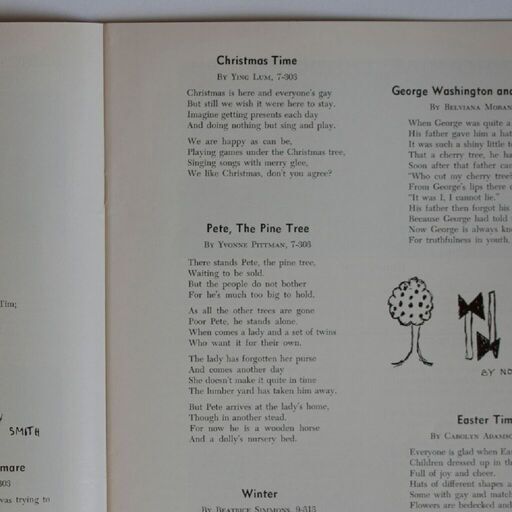 Tim;
SMITH
mare
303
was trying to
Christmas Time
BY YING LUM, 7-303
Christmas is here and everyone's gay
But still we wish it were here to stay.
Imagine getting presents each day
And doing nothing but sing and play.
We are happy as can be,
Playing games under the Christmas tree,
Singing songs with merry glee,
We like Christmas, don't you agree?
Pete, The Pine Tree
BY YVONNE PITTMAN, 7-303
There stands Pete, the pine tree,
Waiting to be sold.
But the people do not bother
For he's much too big to hold.
As all the other trees are gone
Poor Pete, he stands alone,
When comes a lady and a set of twins
Who want it for their own.
The lady has forgotten her purse
And comes another day
She doesn't make it quite in time
The lumber yard has taken him away.
But Pete arrives at the lady's home,
Though in another stead.
For now he is a wooden horse
And a dolly's nursery bed.
Winter
BY BEATRICE SIMMONS, 9-313
George Washington and
BY BELVIANA MORAN
When George was quite a
His father gave him a hat
It was such a shiny little t
That a cherry tree, he ha
Soon after that father can
"Who cut my cherry tree?
From George's lips there c
"It was I, I cannot lie."
His father then forgot his
Because George had told t
Now George is always kno
For truthfulness in youth,
BY NO
Easter Tim
BY CAROLYN ADAMSO
Everyone is glad when Eas
Children dressed up in th
Full of joy and cheer.
Hats of different shapes a
Some with gay and match
Flowers are bedecked and